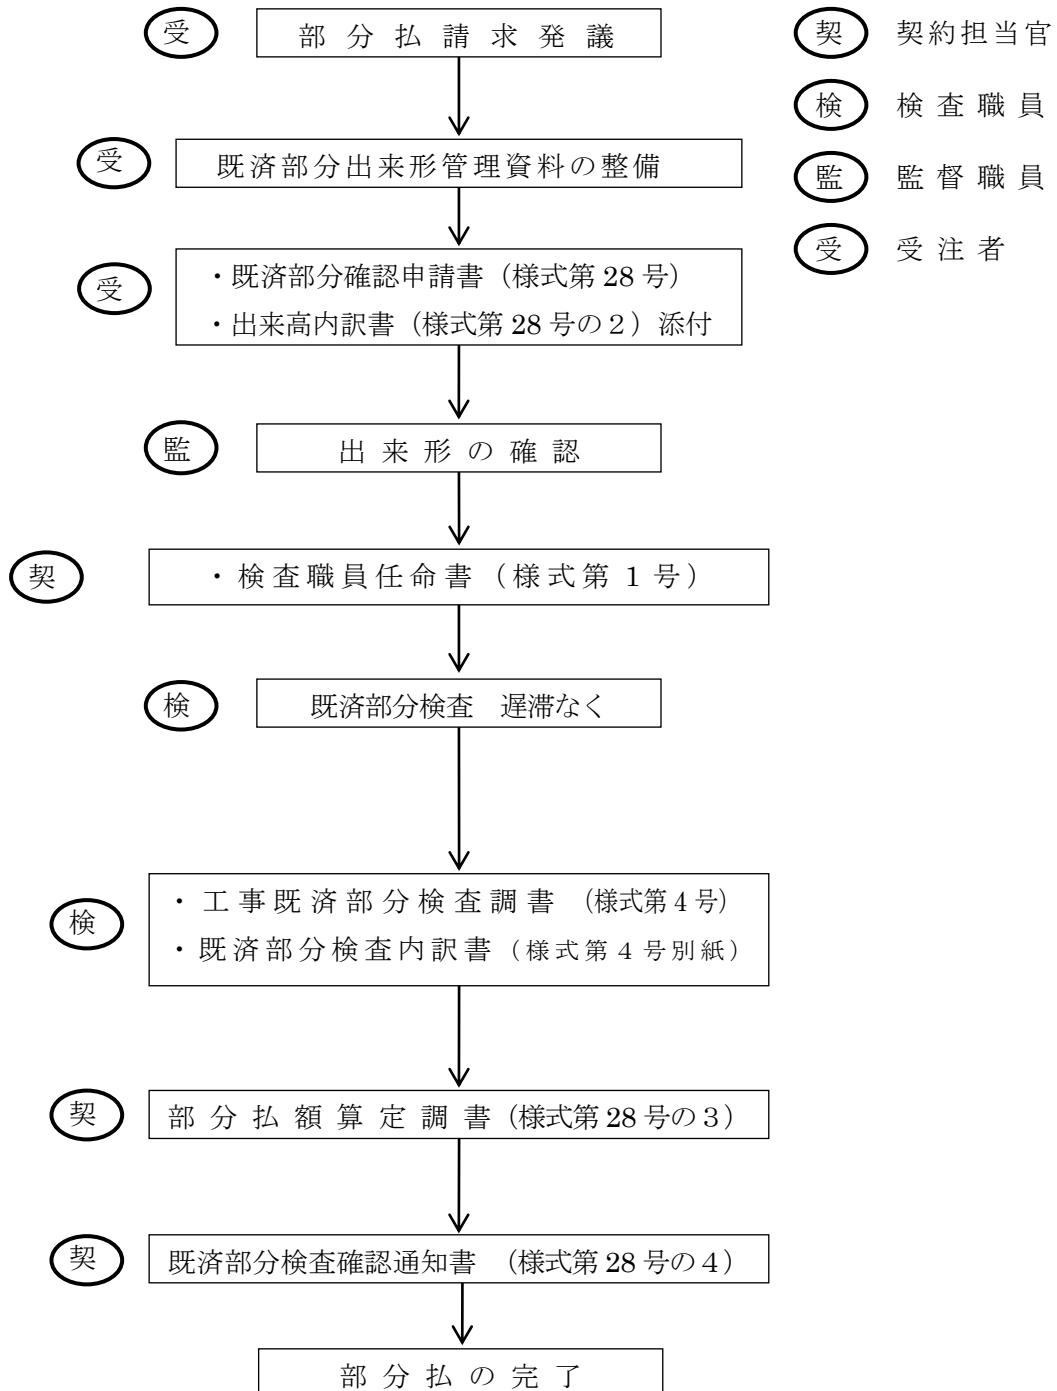 受 部分払請求発議
契 契約担当官
検 検査職員
監 監督職員
受 受注者
受 既済部分出来形管理資料の整備
受 ・既済部分確認申請書（様式第28号）
・出来高内訳書（様式第28号の２）添付
監 出来形の確認
契 ・検査職員任命書（様式第１号）
検 既済部分検査　遅滞なく
検 ・工事既済部分検査調書　（様式第４号）
・既済部分検査内訳書（様式第４号別紙）
契 部分払額算定調書（様式第28号の３）
契 既済部分検査確認通知書　（様式第28号の４）
部分払の完了